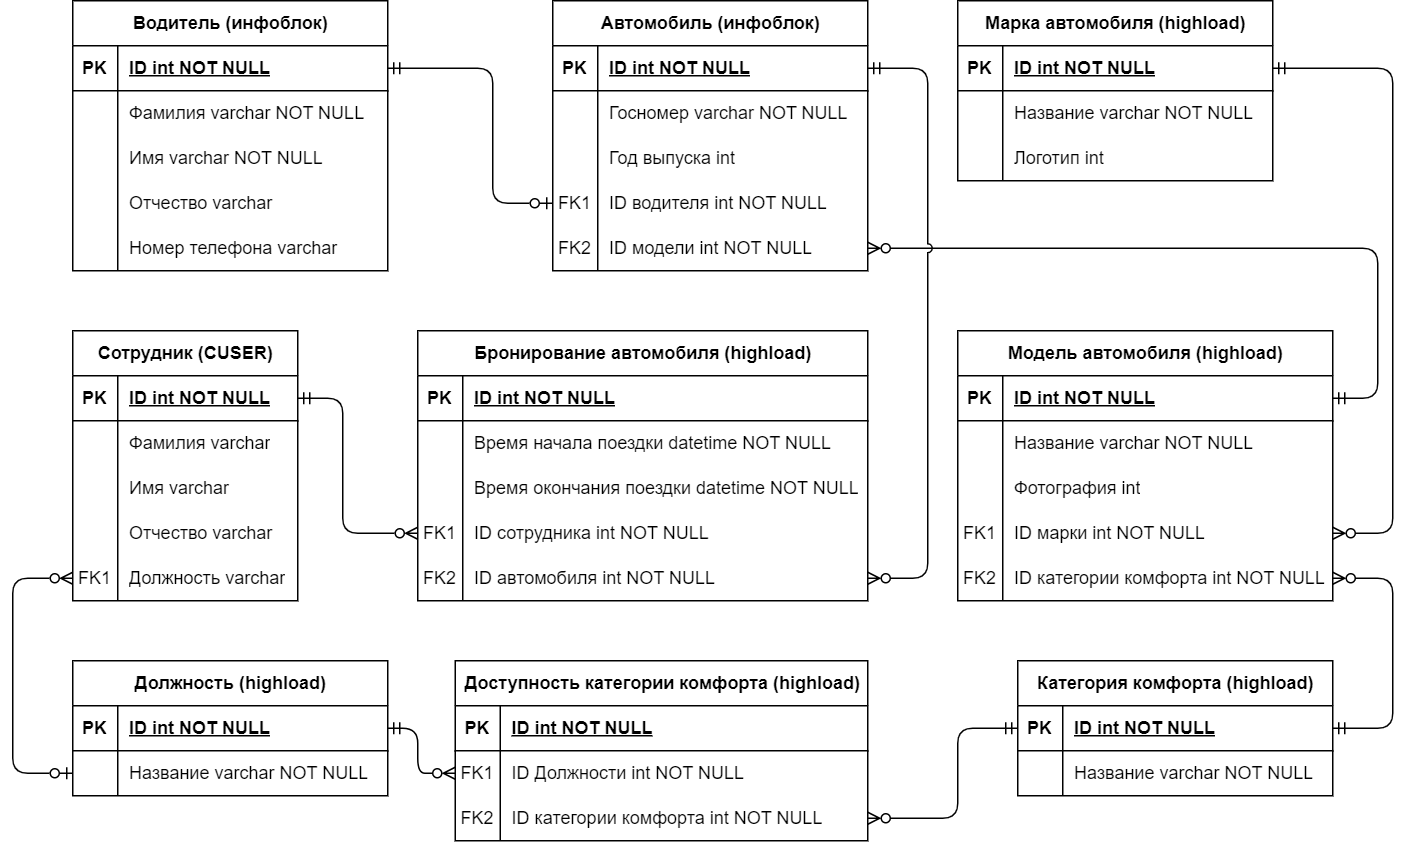 Водитель (инфоблок)
PK ID int NOT NULL
Фамилия varchar NOT NULL
Имя varchar NOT NULL
Отчество varchar
Номер телефона varchar
Автомобиль (инфоблок)
PK ID int NOT NULL
Госномер varchar NOT NULL
Год выпуска int
FK1 ID водителя int NOT NULL
FK2 ID модели int NOT NULL
Марка автомобиля (highload)
PK ID int NOT NULL
Название varchar NOT NULL
Логотип int
Сотрудник (CUSER)
PK ID int NOT NULL
Фамилия varchar
Имя varchar
Отчество varchar
FK1 Должность varchar
Бронирование автомобиля (highload)
PK ID int NOT NULL
Время начала поездки datetime NOT NULL
Время окончания поездки datetime NOT NULL
FK1 ID сотрудника int NOT NULL
FK2 ID автомобиля int NOT NULL
Модель автомобиля (highload)
PK ID int NOT NULL
Название varchar NOT NULL
Фотография int
FK1 ID марки int NOT NULL
FK2 ID категории комфорта int NOT NULL
Должность (highload)
PK ID int NOT NULL
Название varchar NOT NULL
Доступность категории комфорта (highload)
PK ID int NOT NULL
FK1 ID Должности int NOT NULL
FK2 ID категории комфорта int NOT NULL
Категория комфорта (highload)
PK ID int NOT NULL
Название varchar NOT NULL